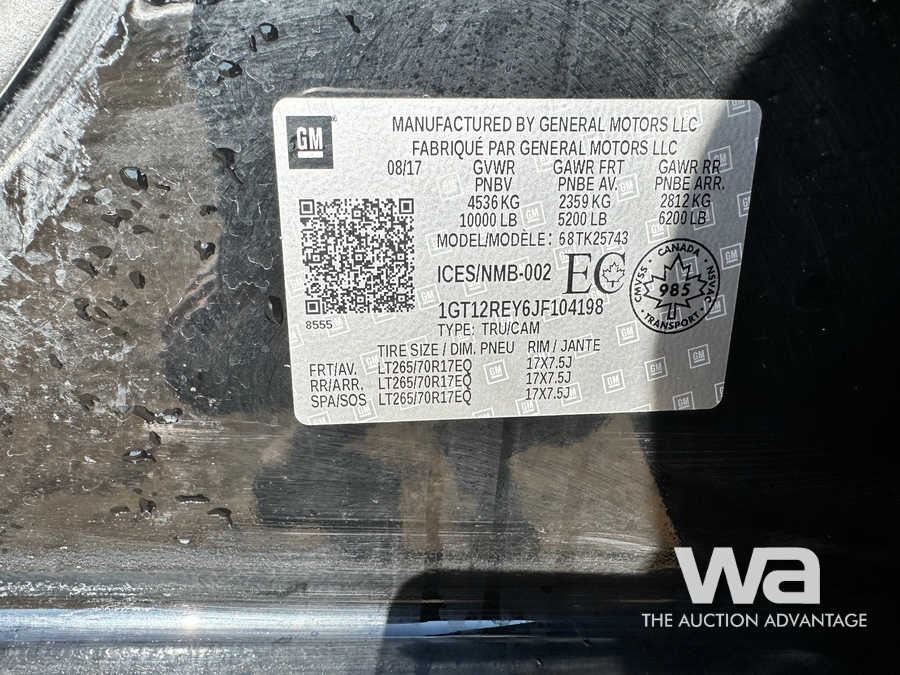 GM
MANUFACTURED BY GENERAL MOTORS LLC
FABRIQUÉ PAR GENERAL MOTORS LLC
08/17 GVWR GAWR FRT GAWR RR
PNBV PNBE AV. PNBE ARR.
4536 KG 2359 KG 2812 KG
10000 LB 5200 LB 6200 LB
MODEL/MODÈLE: 68TK25743
ICES/NMB-002 EC
CANADA
CMVSS 985 NSVAC
TRANSPORT
1GT12REY6JF104198
8555
TYPE: TRU/CAM
TIRE SIZE / DIM. PNEU RIM / JANTE
FRT/AV. LT265/70R17EQ 17X7.5J
RR/ARR. LT265/70R17EQ 17X7.5J
SPA/SOS LT265/70R17EQ 17X7.5J
wa
THE AUCTION ADVANTAGE